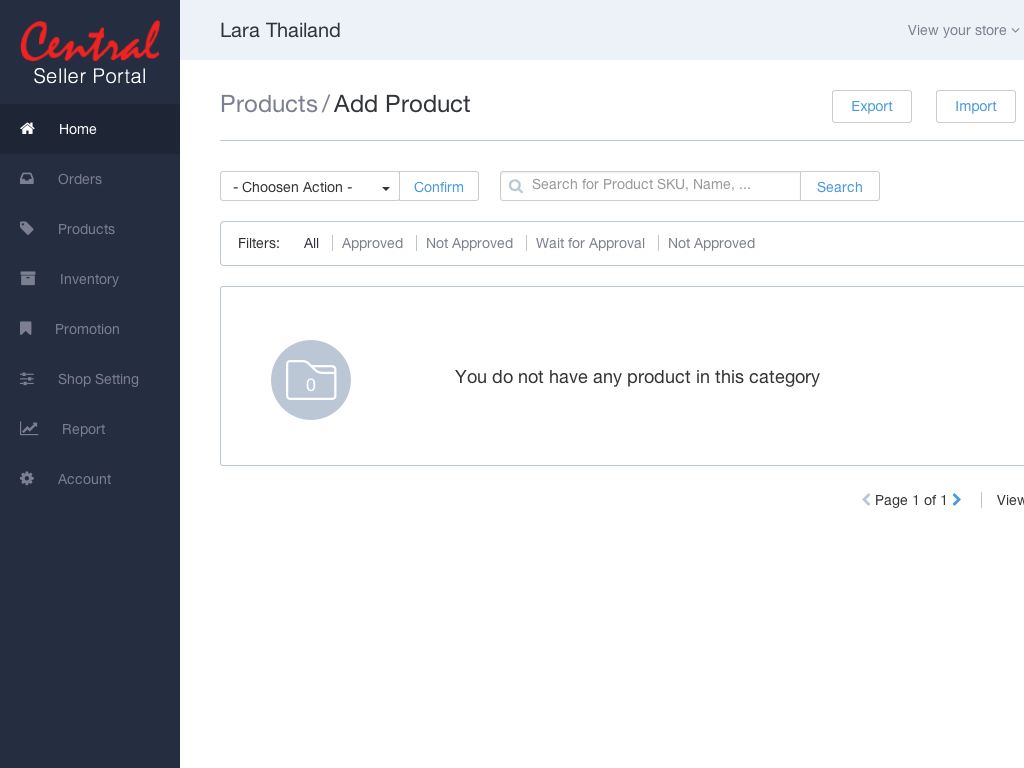 Central
Seller Portal
Home
Orders
Products
Inventory
Promotion
Shop Setting
Report
Account
Lara Thailand
View your store
Products / Add Product
Export
Import
- Choosen Action -
Confirm
Search for Product SKU, Name, ...
Search
Filters: All Approved Not Approved Wait for Approval Not Approved
0
You do not have any product in this category
Page 1 of 1
View